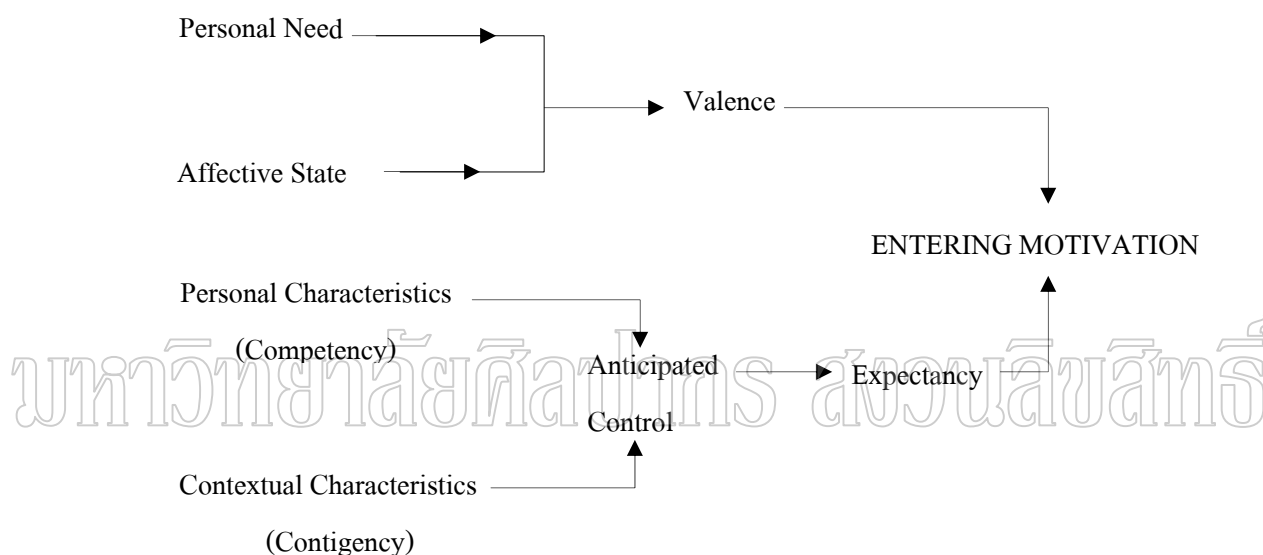 Personal Need
Valence
Affective State
ENTERING MOTIVATION
Personal Characteristics
(Competency)
Anticipated
Control
Expectancy
Contextual Characteristics
(Contigency)
มหาวิทยาลัยศิลปากร สงวนลิขสิทธิ์